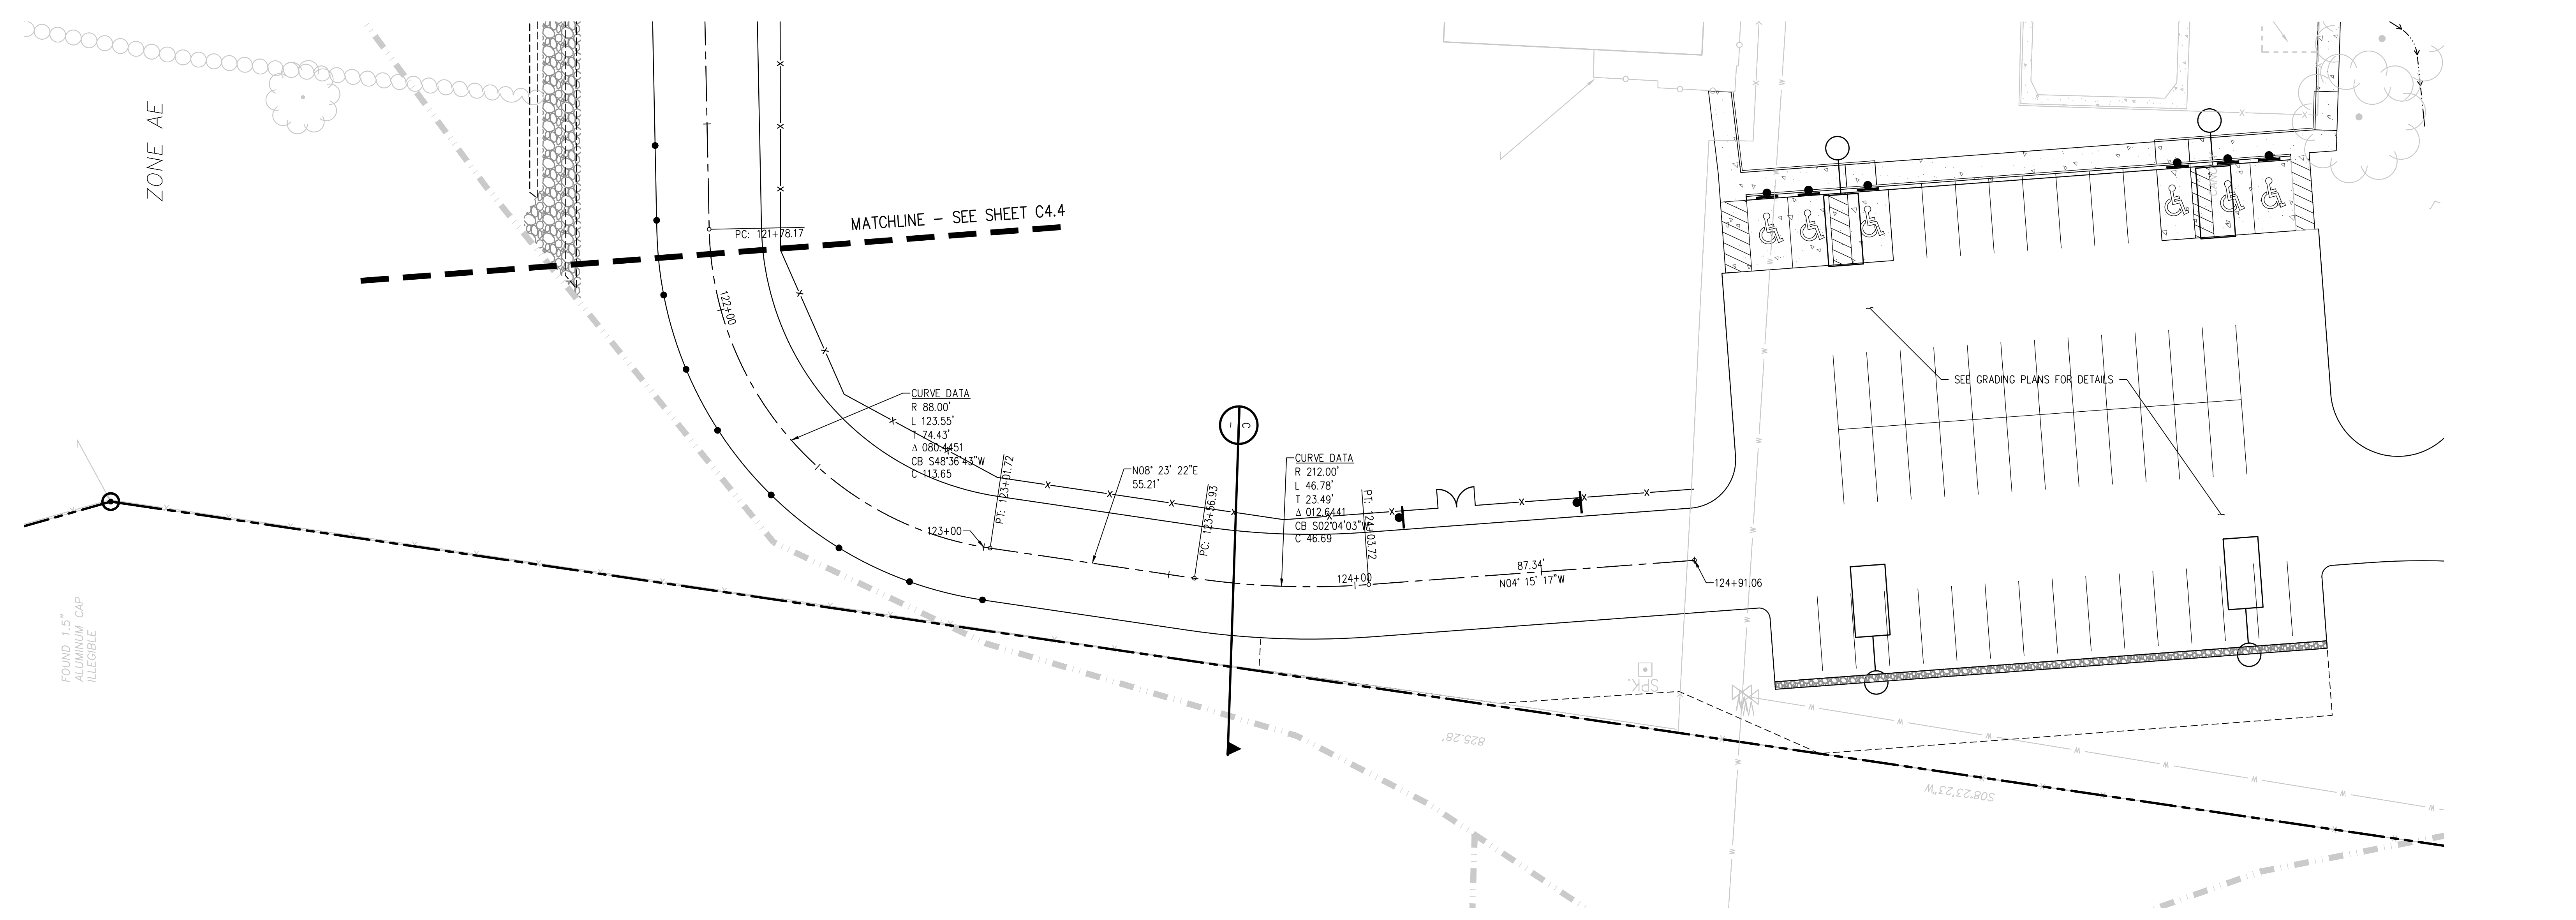 ZONE AE
MATCHLINE - SEE SHEET C4.4
PC: 121+78.17
122+00
CURVE DATA
R 88.00'
L 123.55'
T 74.43'
Δ 080.4451
CB S48°36'43"W
C 113.65
PT: 123+01.72
123+00
N08° 23' 22"E
55.21'
PC: 123+56.93
C
-
CURVE DATA
R 212.00'
L 46.78'
T 23.49'
Δ 012.6441
CB S02°04'03"W
C 46.69
PT: 124+03.72
124+00
87.34'
N04° 15' 17"W
124+91.06
SEE GRADING PLANS FOR DETAILS
FOUND 1.5"
ALUMINUM CAP
ILLEGIBLE
SPK.
825.28'
S08°23'23"W